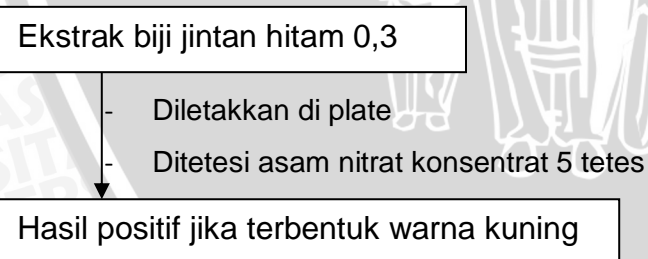 Ekstrak biji jintan hitam 0,3
- Diletakkan di plate
- Ditetesi asam nitrat konsentrat 5 tetes
Hasil positif jika terbentuk warna kuning